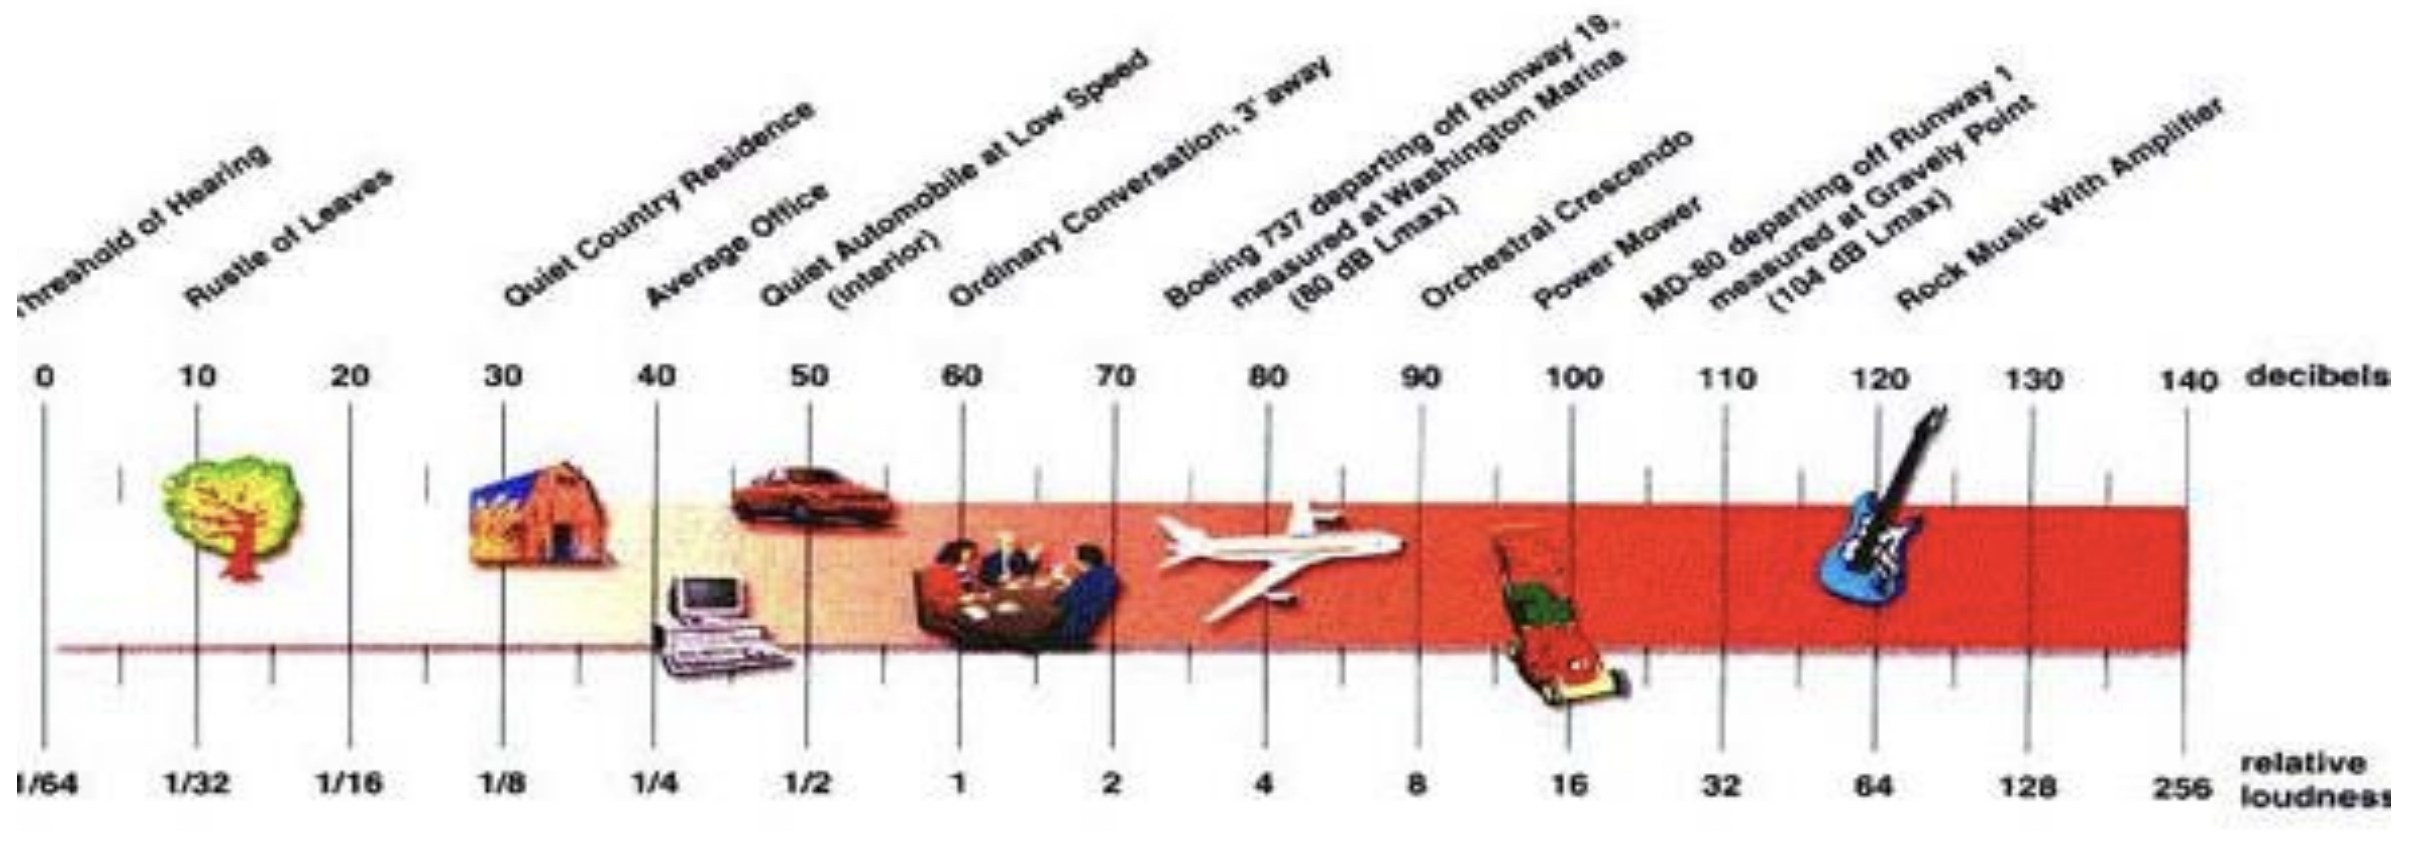 Threshold of Hearing
Rustle of Leaves
Quiet Country Residence
Average Office
Quiet Automobile at Low Speed
(interior)
Ordinary Conversation, 3' away
Boeing 737 departing off Runway 19,
measured at Washington Marina
(80 dB Lmax)
Orchestral Crescendo
Power Mower
MD-80 departing off Runway 1
measured at Gravely Point
(104 dB Lmax)
Rock Music With Amplifier
0 10 20 30 40 50 60 70 80 90 100 110 120 130 140 decibels
1/64 1/32 1/16 1/8 1/4 1/2 1 2 4 8 16 32 64 128 256 relative
loudness